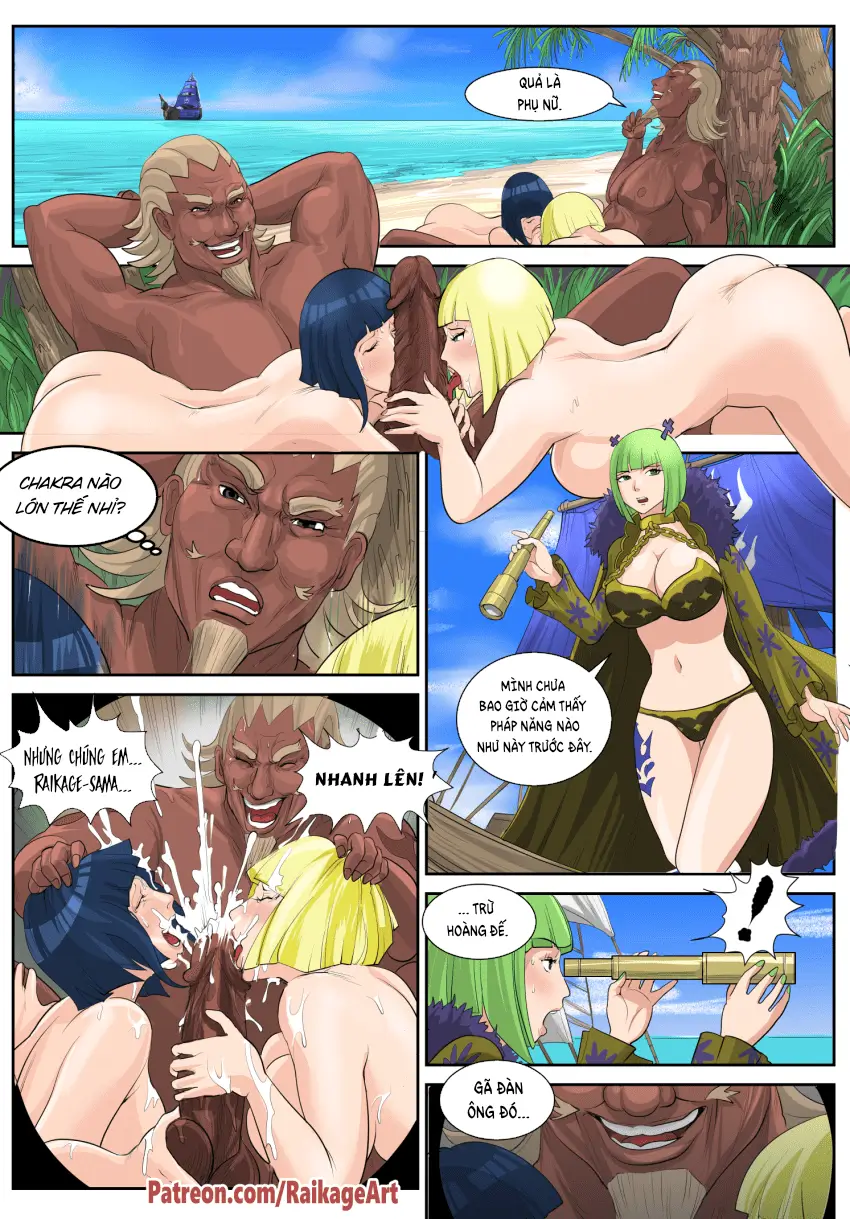 QUẢ LÀ
PHỤ NỮ.
CHAKRA NÀO
LỚN THẾ NHỈ?
MÌNH CHƯA
BAO GIỜ CẢM THẤY
PHÁP NĂNG NÀO
NHƯ NÀY TRƯỚC ĐÂY.
NHƯNG CHÚNG EM...
RAIKAGE-SAMA...
NHANH LÊN!
... TRỪ
HOÀNG ĐẾ.
!
GÃ ĐÀN
ÔNG ĐÓ...
Patreon.com/RaikageArt